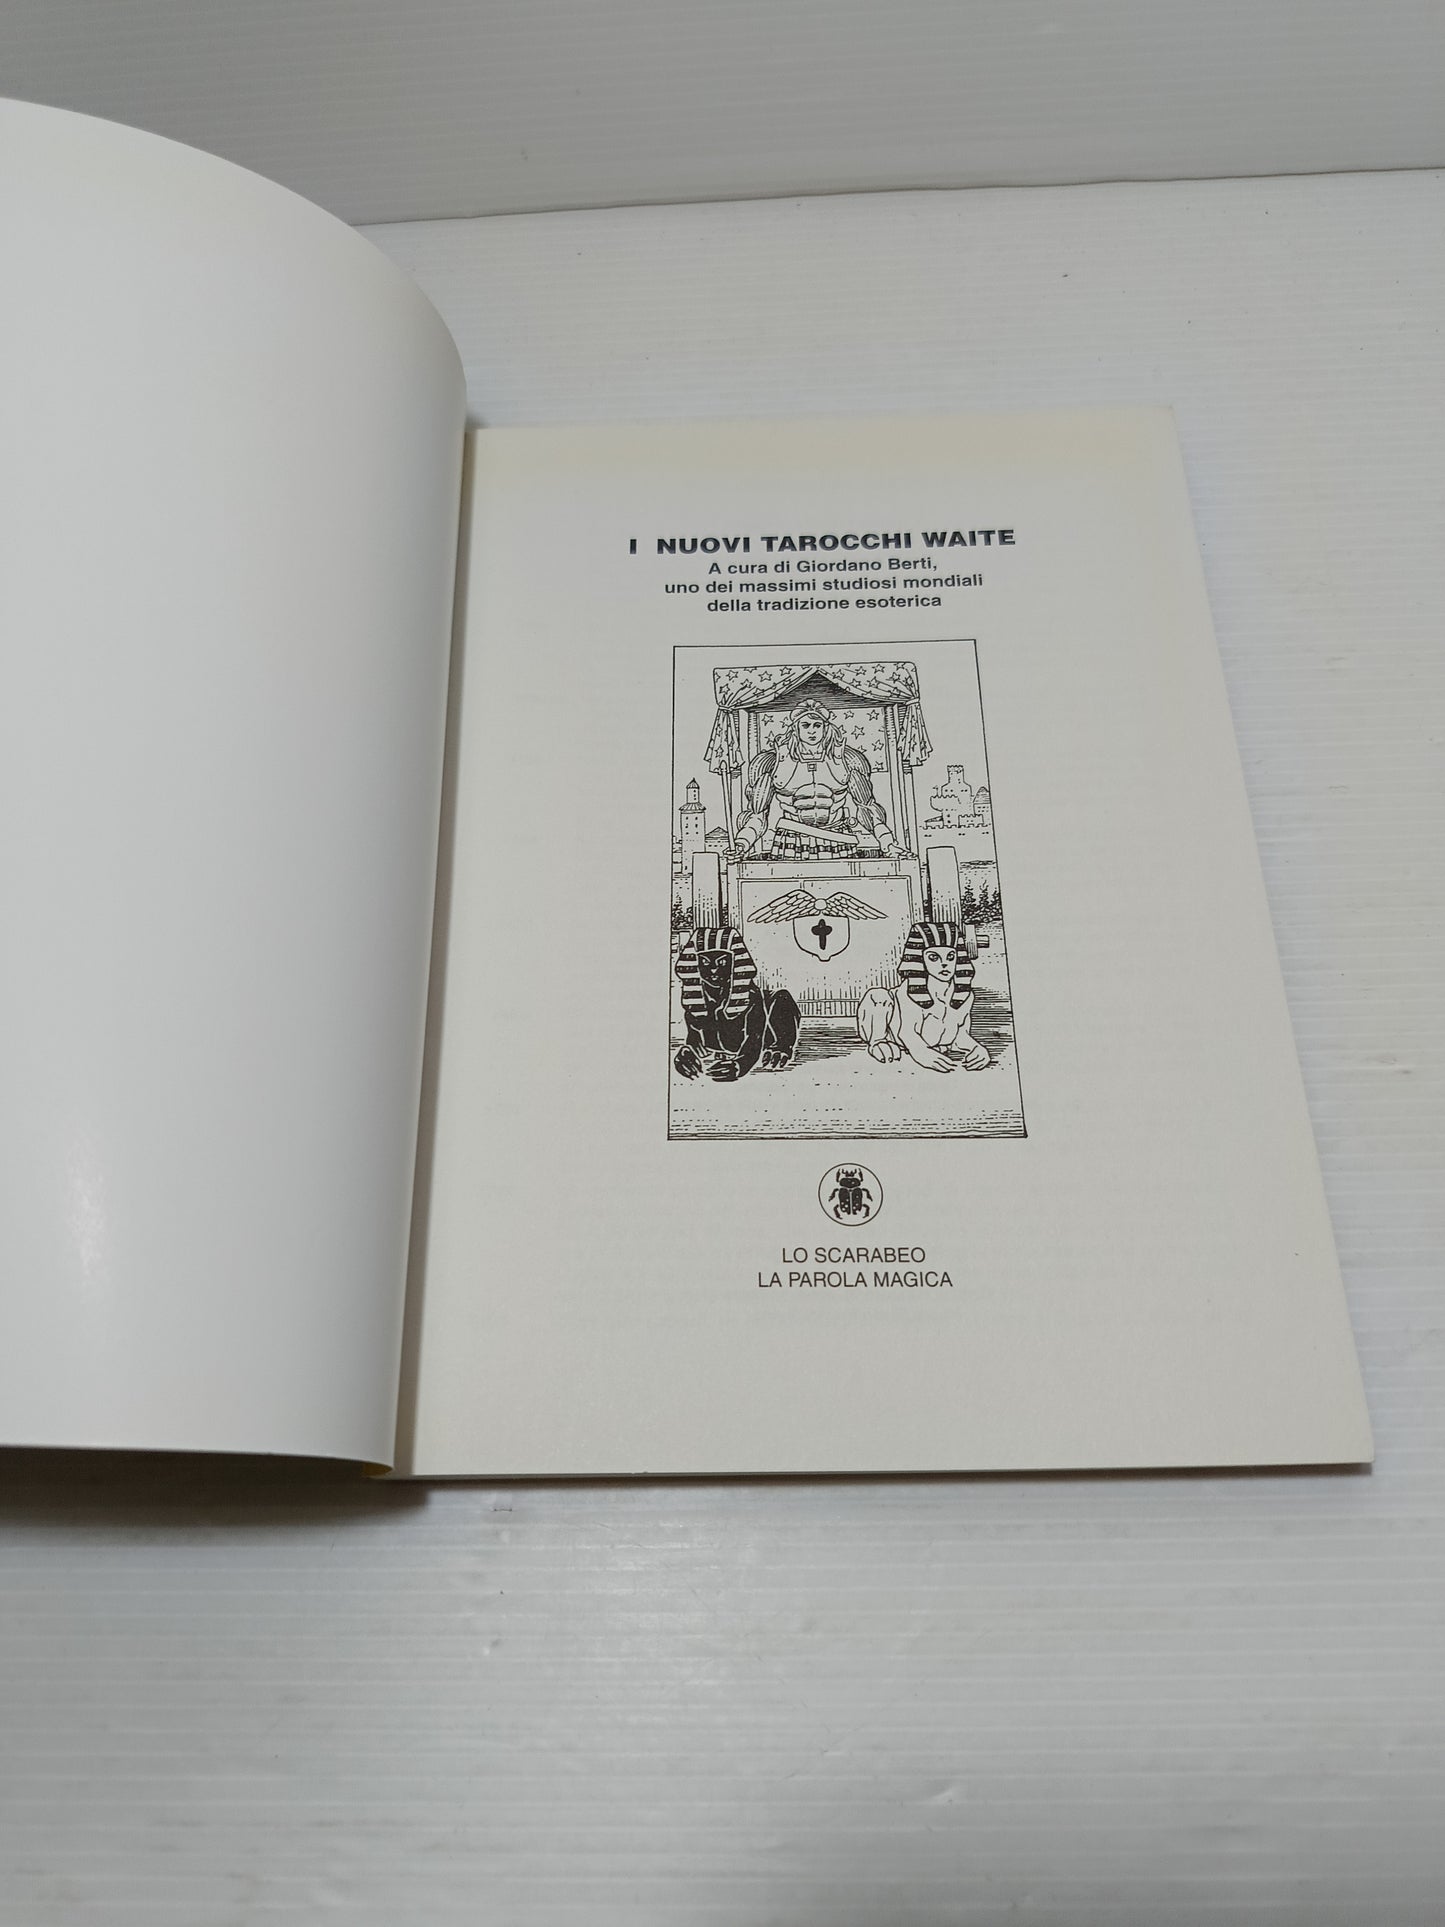 I NUOVI TAROCCHI WAITE
A cura di Giordano Berti,
uno dei massimi studiosi mondiali
della tradizione esoterica
LO SCARABEO
LA PAROLA MAGICA